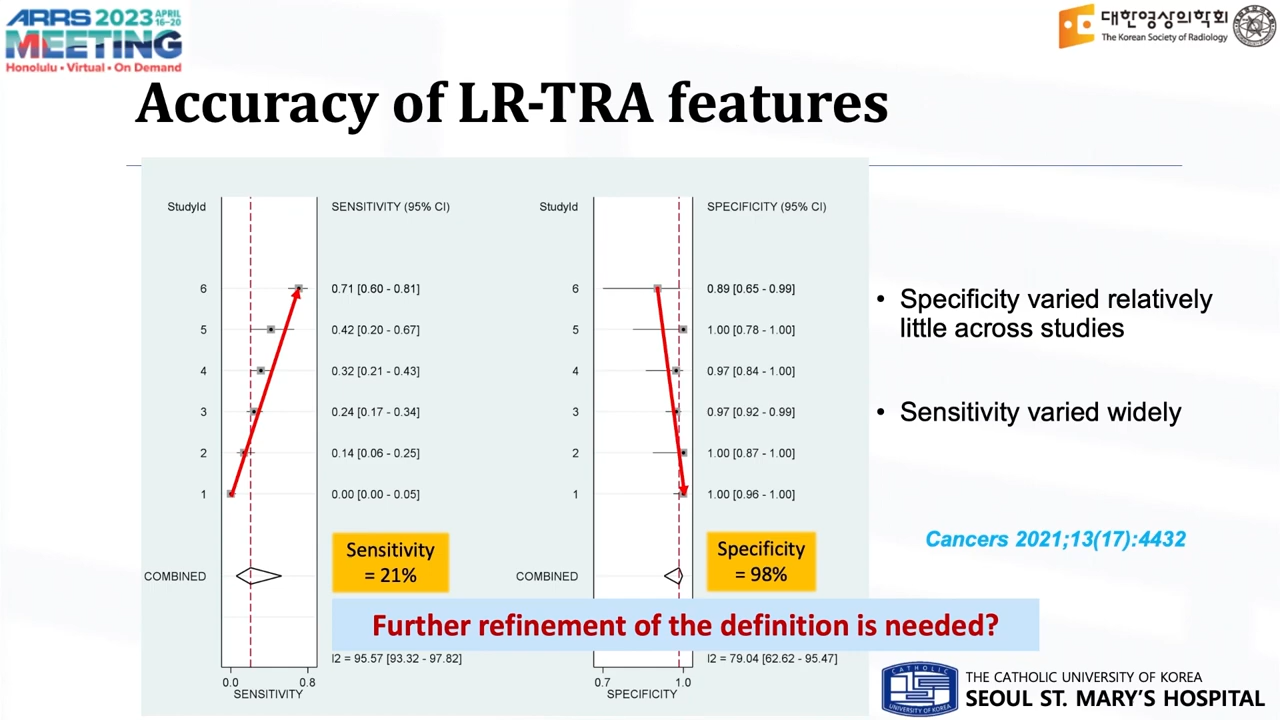 ARRS 2023 APRIL 16–20
MEETING
Honolulu • Virtual • On Demand
대한영상의학회
The Korean Society of Radiology
Accuracy of LR-TRA features
StudyId
SENSITIVITY (95% CI)
6
0.71 [0.60 - 0.81]
5
0.42 [0.20 - 0.67]
4
0.32 [0.21 - 0.43]
3
0.24 [0.17 - 0.34]
2
0.14 [0.06 - 0.25]
1
0.00 [0.00 - 0.05]
Sensitivity
= 21%
COMBINED
I2 = 95.57 [93.32 - 97.82]
0.0 0.8
SENSITIVITY
StudyId
SPECIFICITY (95% CI)
6
0.89 [0.65 - 0.99]
5
1.00 [0.78 - 1.00]
4
0.97 [0.84 - 1.00]
3
0.97 [0.92 - 0.99]
2
1.00 [0.87 - 1.00]
1
1.00 [0.96 - 1.00]
Specificity
= 98%
COMBINED
I2 = 79.04 [62.62 - 95.47]
0.7 1.0
SPECIFICITY
• Specificity varied relatively
little across studies
• Sensitivity varied widely
Cancers 2021;13(17):4432
Further refinement of the definition is needed?
CATHOLIC
UNIVERSITY OF KOREA
THE CATHOLIC UNIVERSITY OF KOREA
SEOUL ST. MARY'S HOSPITAL